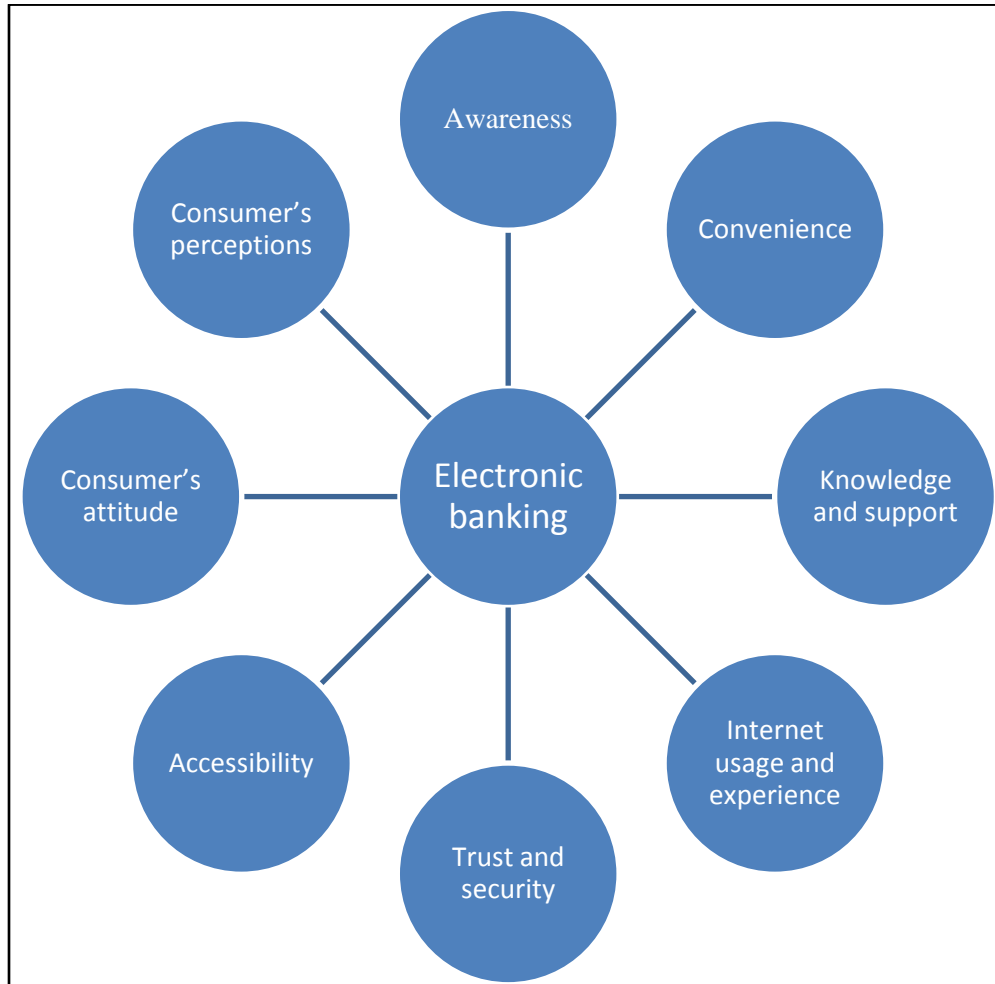 Awareness
Consumer’s
perceptions
Convenience
Consumer’s
attitude
Electronic
banking
Knowledge
and support
Accessibility
Internet
usage and
experience
Trust and
security